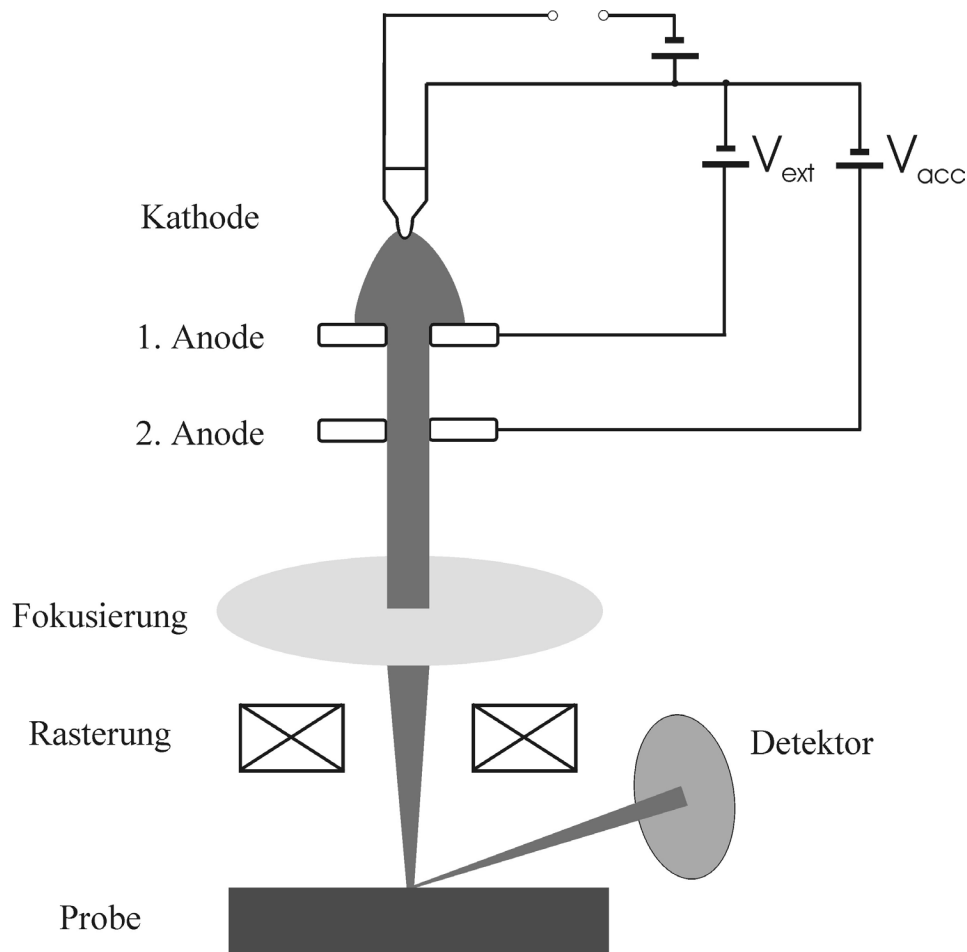 V_ext
V_acc
Kathode
1. Anode
2. Anode
Fokusierung
Rasterung
Detektor
Probe